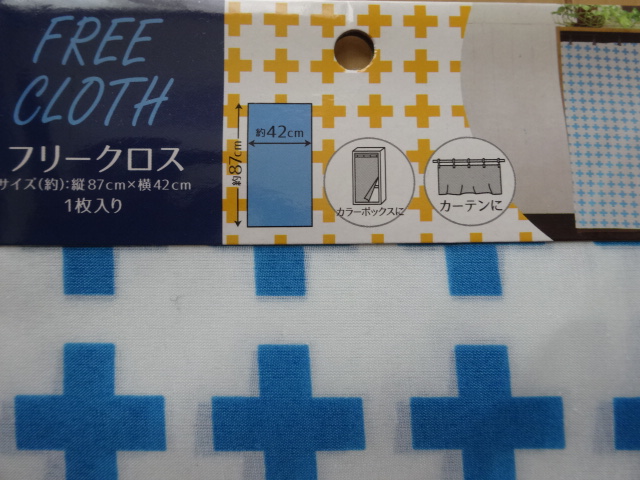 FREE
CLOTH
フリークロス
サイズ(約):縦87cm×横42cm
1枚入り
約42cm
約87cm
カラーボックスに
カーテンに